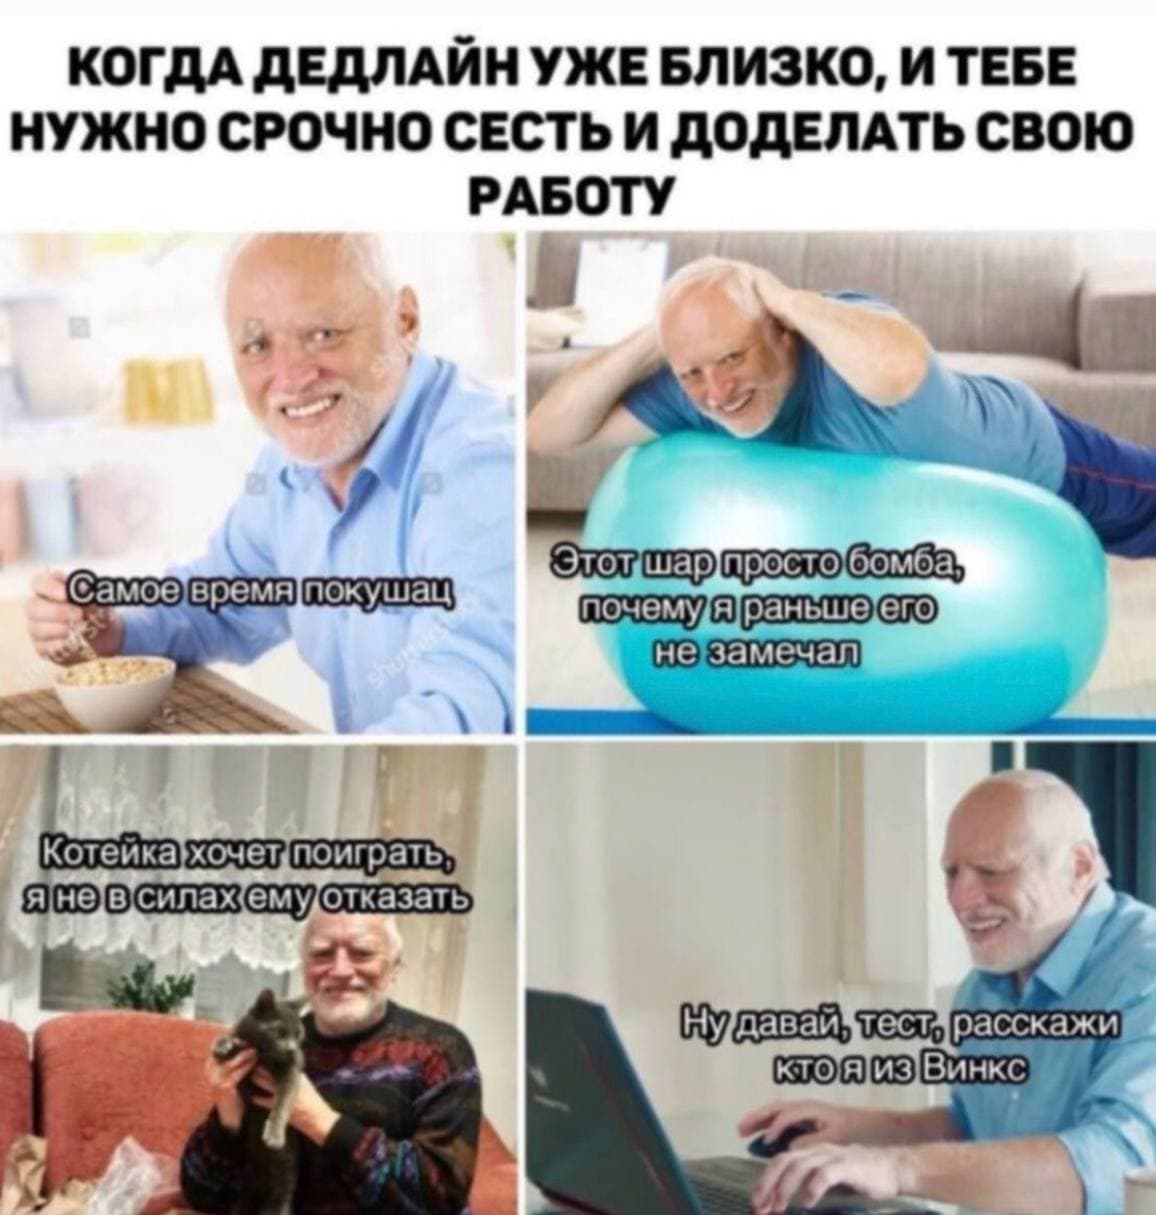 КОГДА ДЕДЛАЙН УЖЕ БЛИЗКО, И ТЕБЕ
НУЖНО СРОЧНО СЕСТЬ И ДОДЕЛАТЬ СВОЮ
РАБОТУ
Самое время покушац
Этот шар просто бомба,
почему я раньше его
не замечал
Котейка хочет поиграть,
я не в силах ему отказать
Ну давай, тест, расскажи
кто я из Винкс